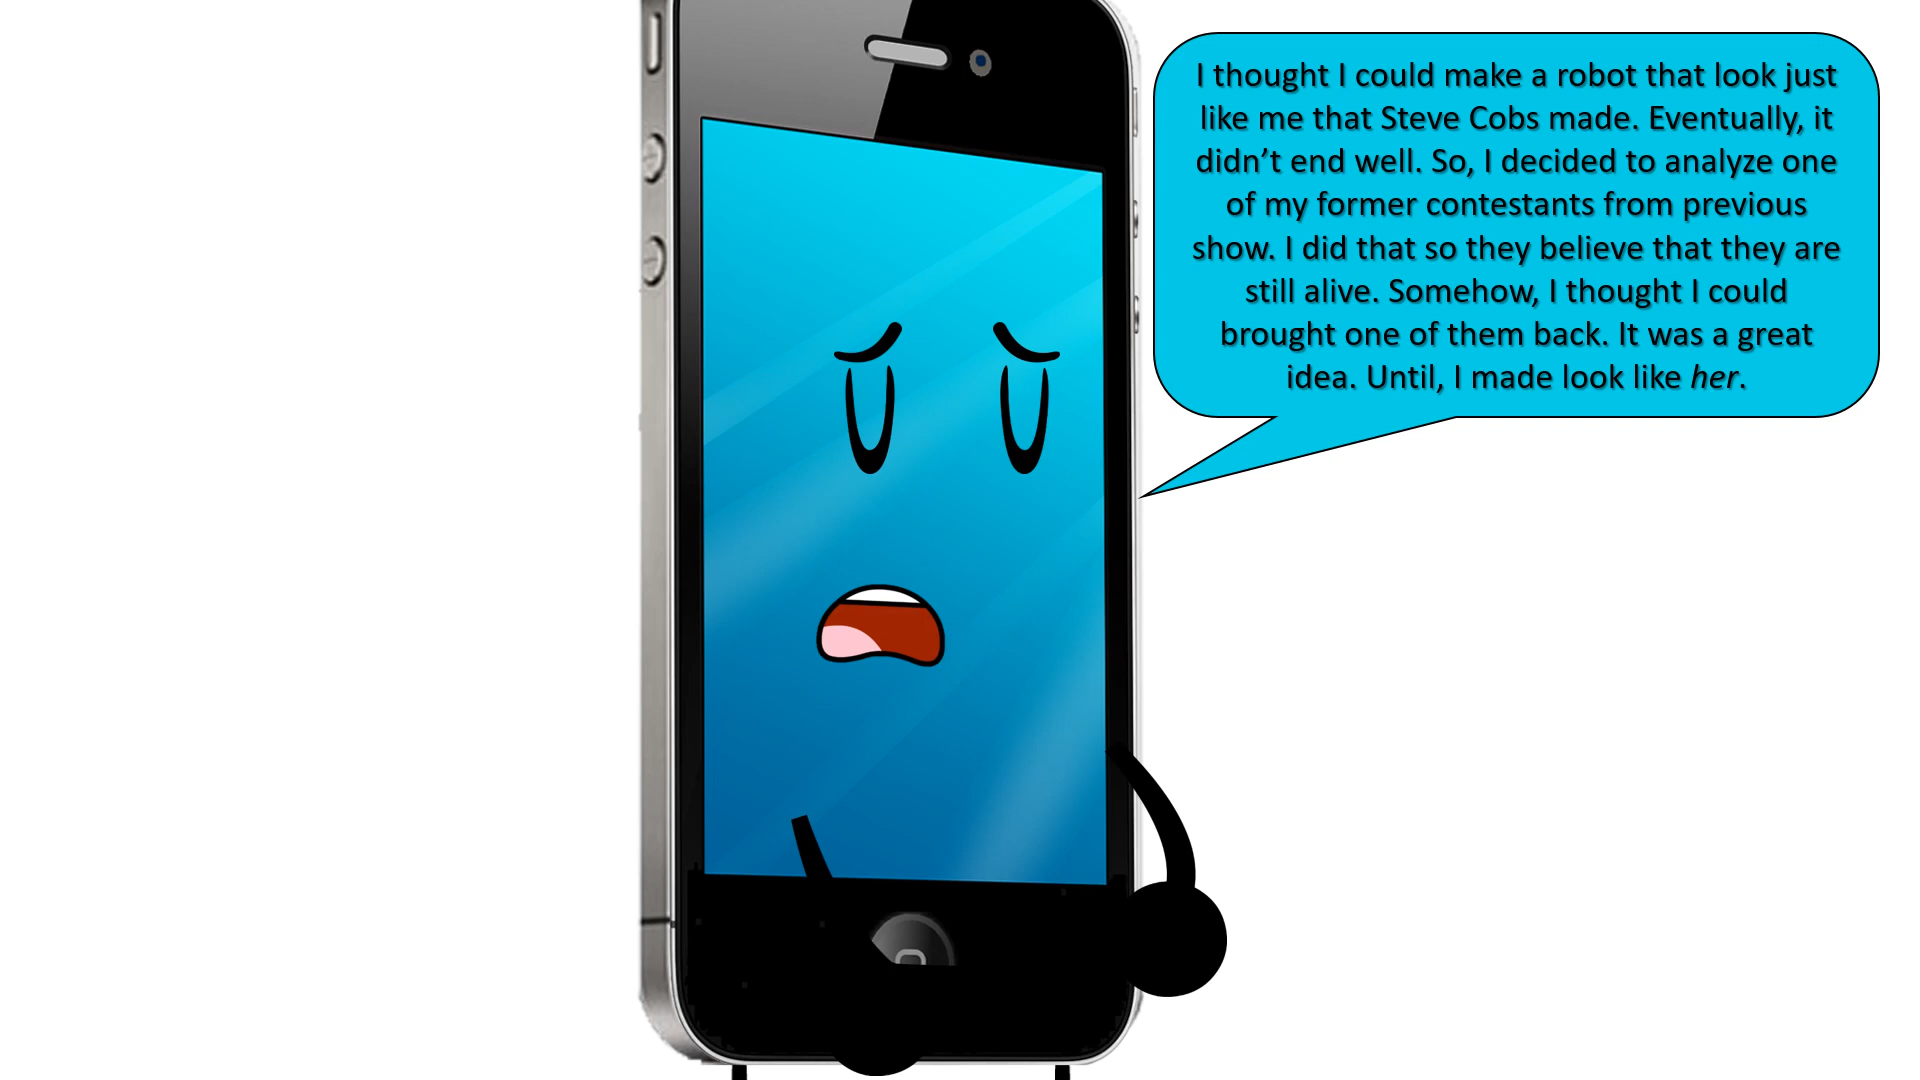 I thought I could make a robot that look just
like me that Steve Cobs made. Eventually, it
didn’t end well. So, I decided to analyze one
of my former contestants from previous
show. I did that so they believe that they are
still alive. Somehow, I thought I could
brought one of them back. It was a great
idea. Until, I made look like her.